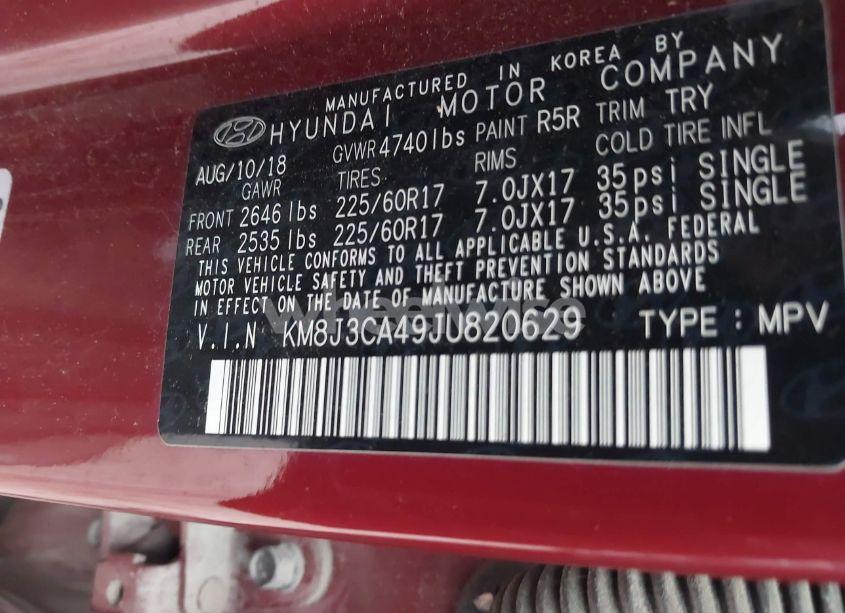 MANUFACTURED IN KOREA BY
HYUNDAI MOTOR COMPANY
AUG/10/18 GVWR 4740lbs PAINT R5R TRIM TRY
GAWR TIRES RIMS COLD TIRE INFL
FRONT 2646lbs 225/60R17 7.0JX17 35psi SINGLE
REAR 2535lbs 225/60R17 7.0JX17 35psi SINGLE
THIS VEHICLE CONFORMS TO ALL APPLICABLE U.S.A. FEDERAL
MOTOR VEHICLE SAFETY AND THEFT PREVENTION STANDARDS
IN EFFECT ON THE DATE OF MANUFACTURE SHOWN ABOVE
V.I.N KM8J3CA49JU820629 TYPE : MPV